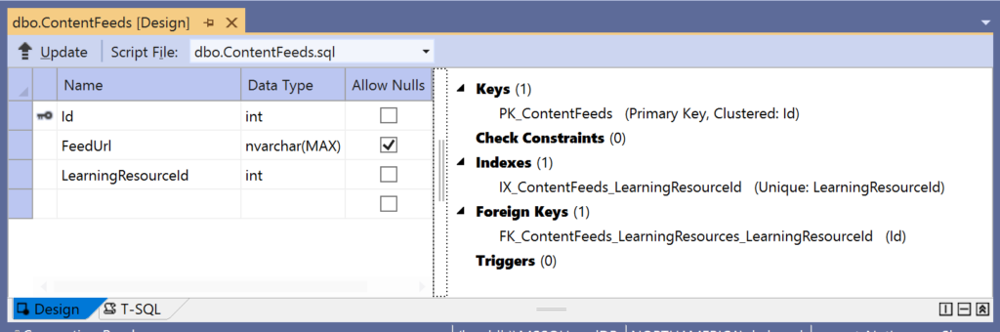 dbo.ContentFeeds [Design]
Update Script File: dbo.ContentFeeds.sql
Name Data Type Allow Nulls
Id int
FeedUrl nvarchar(MAX)
LearningResourceId int
Keys (1)
PK_ContentFeeds (Primary Key, Clustered: Id)
Check Constraints (0)
Indexes (1)
IX_ContentFeeds_LearningResourceId (Unique: LearningResourceId)
Foreign Keys (1)
FK_ContentFeeds_LearningResources_LearningResourceId (Id)
Triggers (0)
Design T-SQL